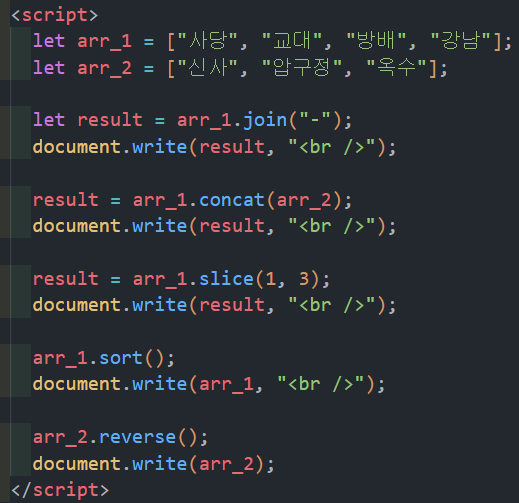 <script>
let arr_1 = ["사당", "교대", "방배", "강남"];
let arr_2 = ["신사", "압구정", "옥수"];
let result = arr_1.join("-");
document.write(result, "<br />");
result = arr_1.concat(arr_2);
document.write(result, "<br />");
result = arr_1.slice(1, 3);
document.write(result, "<br />");
arr_1.sort();
document.write(arr_1, "<br />");
arr_2.reverse();
document.write(arr_2);
</script>